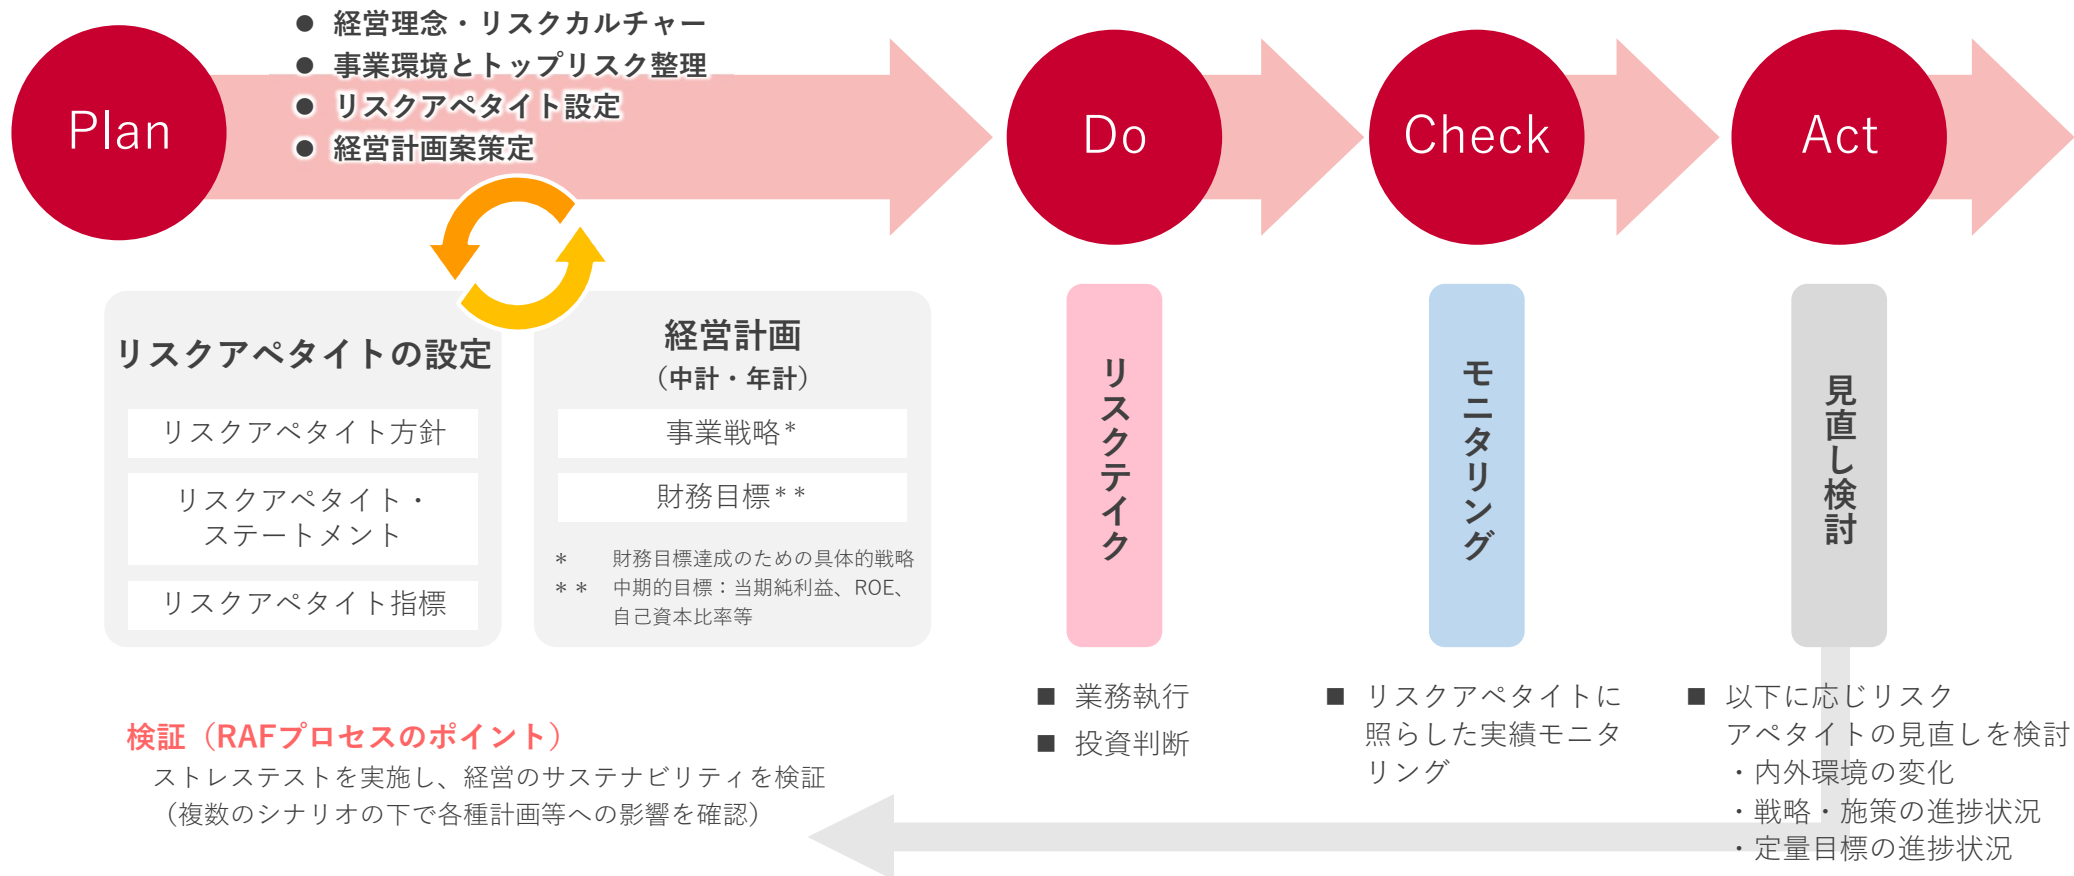 Plan
● 経営理念・リスクカルチャー
● 事業環境とトップリスク整理
● リスクアペタイト設定
● 経営計画案策定
Do
Check
Act
リスクアペタイトの設定
リスクアペタイト方針
リスクアペタイト・
ステートメント
リスクアペタイト指標
経営計画
（中計・年計）
事業戦略*
財務目標**
* 財務目標達成のための具体的戦略
** 中期的目標：当期純利益、ROE、
自己資本比率等
リスクテイク
モニタリング
見直し検討
■ 業務執行
■ 投資判断
■ リスクアペタイトに
照らした実績モニタ
リング
■ 以下に応じリスク
アペタイトの見直しを検討
・内外環境の変化
・戦略・施策の進捗状況
・定量目標の進捗状況
検証（RAFプロセスのポイント）
ストレステストを実施し、経営のサステナビリティを検証
（複数のシナリオの下で各種計画等への影響を確認）